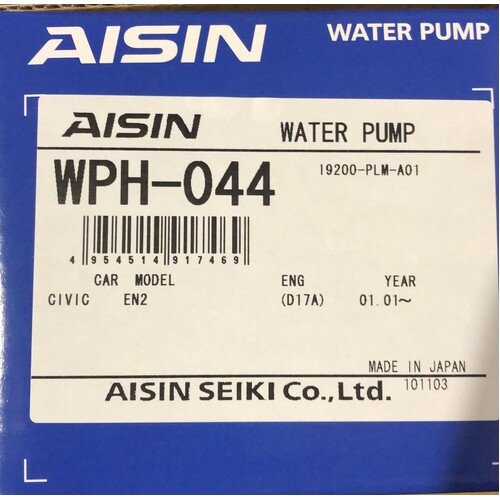 AISIN WATER PUMP
AISIN WATER PUMP
WPH-044 19200-PLM-A01
4 954514 917469
CAR MODEL ENG YEAR
CIVIC EN2 (D17A) 01.01~
MADE IN JAPAN
AISIN SEIKI Co.,Ltd. 101103